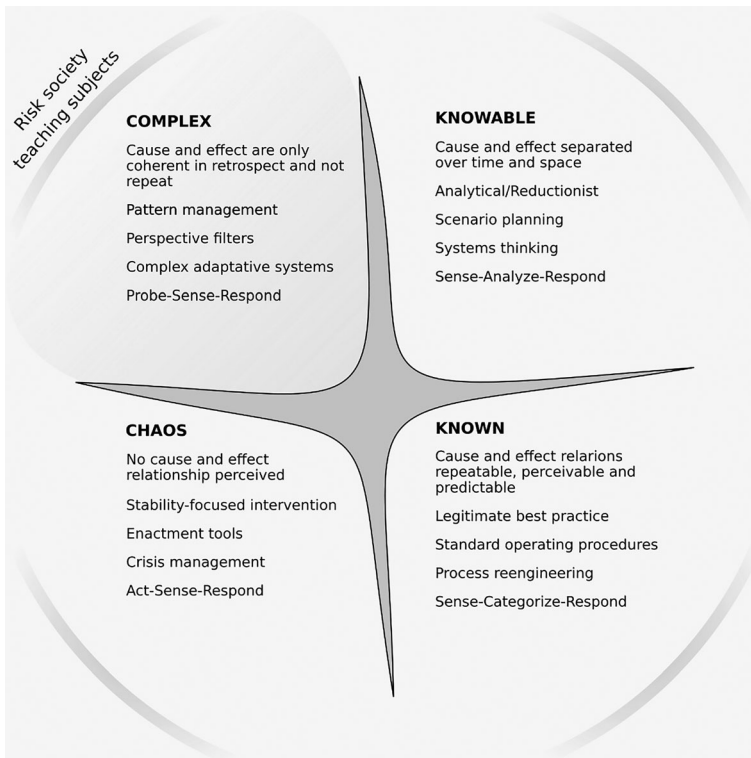 Risk society
teaching subjects
COMPLEX
Cause and effect are only
coherent in retrospect and not
repeat
Pattern management
Perspective filters
Complex adaptative systems
Probe-Sense-Respond
KNOWABLE
Cause and effect separated
over time and space
Analytical/Reductionist
Scenario planning
Systems thinking
Sense-Analyze-Respond
CHAOS
No cause and effect
relationship perceived
Stability-focused intervention
Enactment tools
Crisis management
Act-Sense-Respond
KNOWN
Cause and effect relarions
repeatable, perceivable and
predictable
Legitimate best practice
Standard operating procedures
Process reengineering
Sense-Categorize-Respond